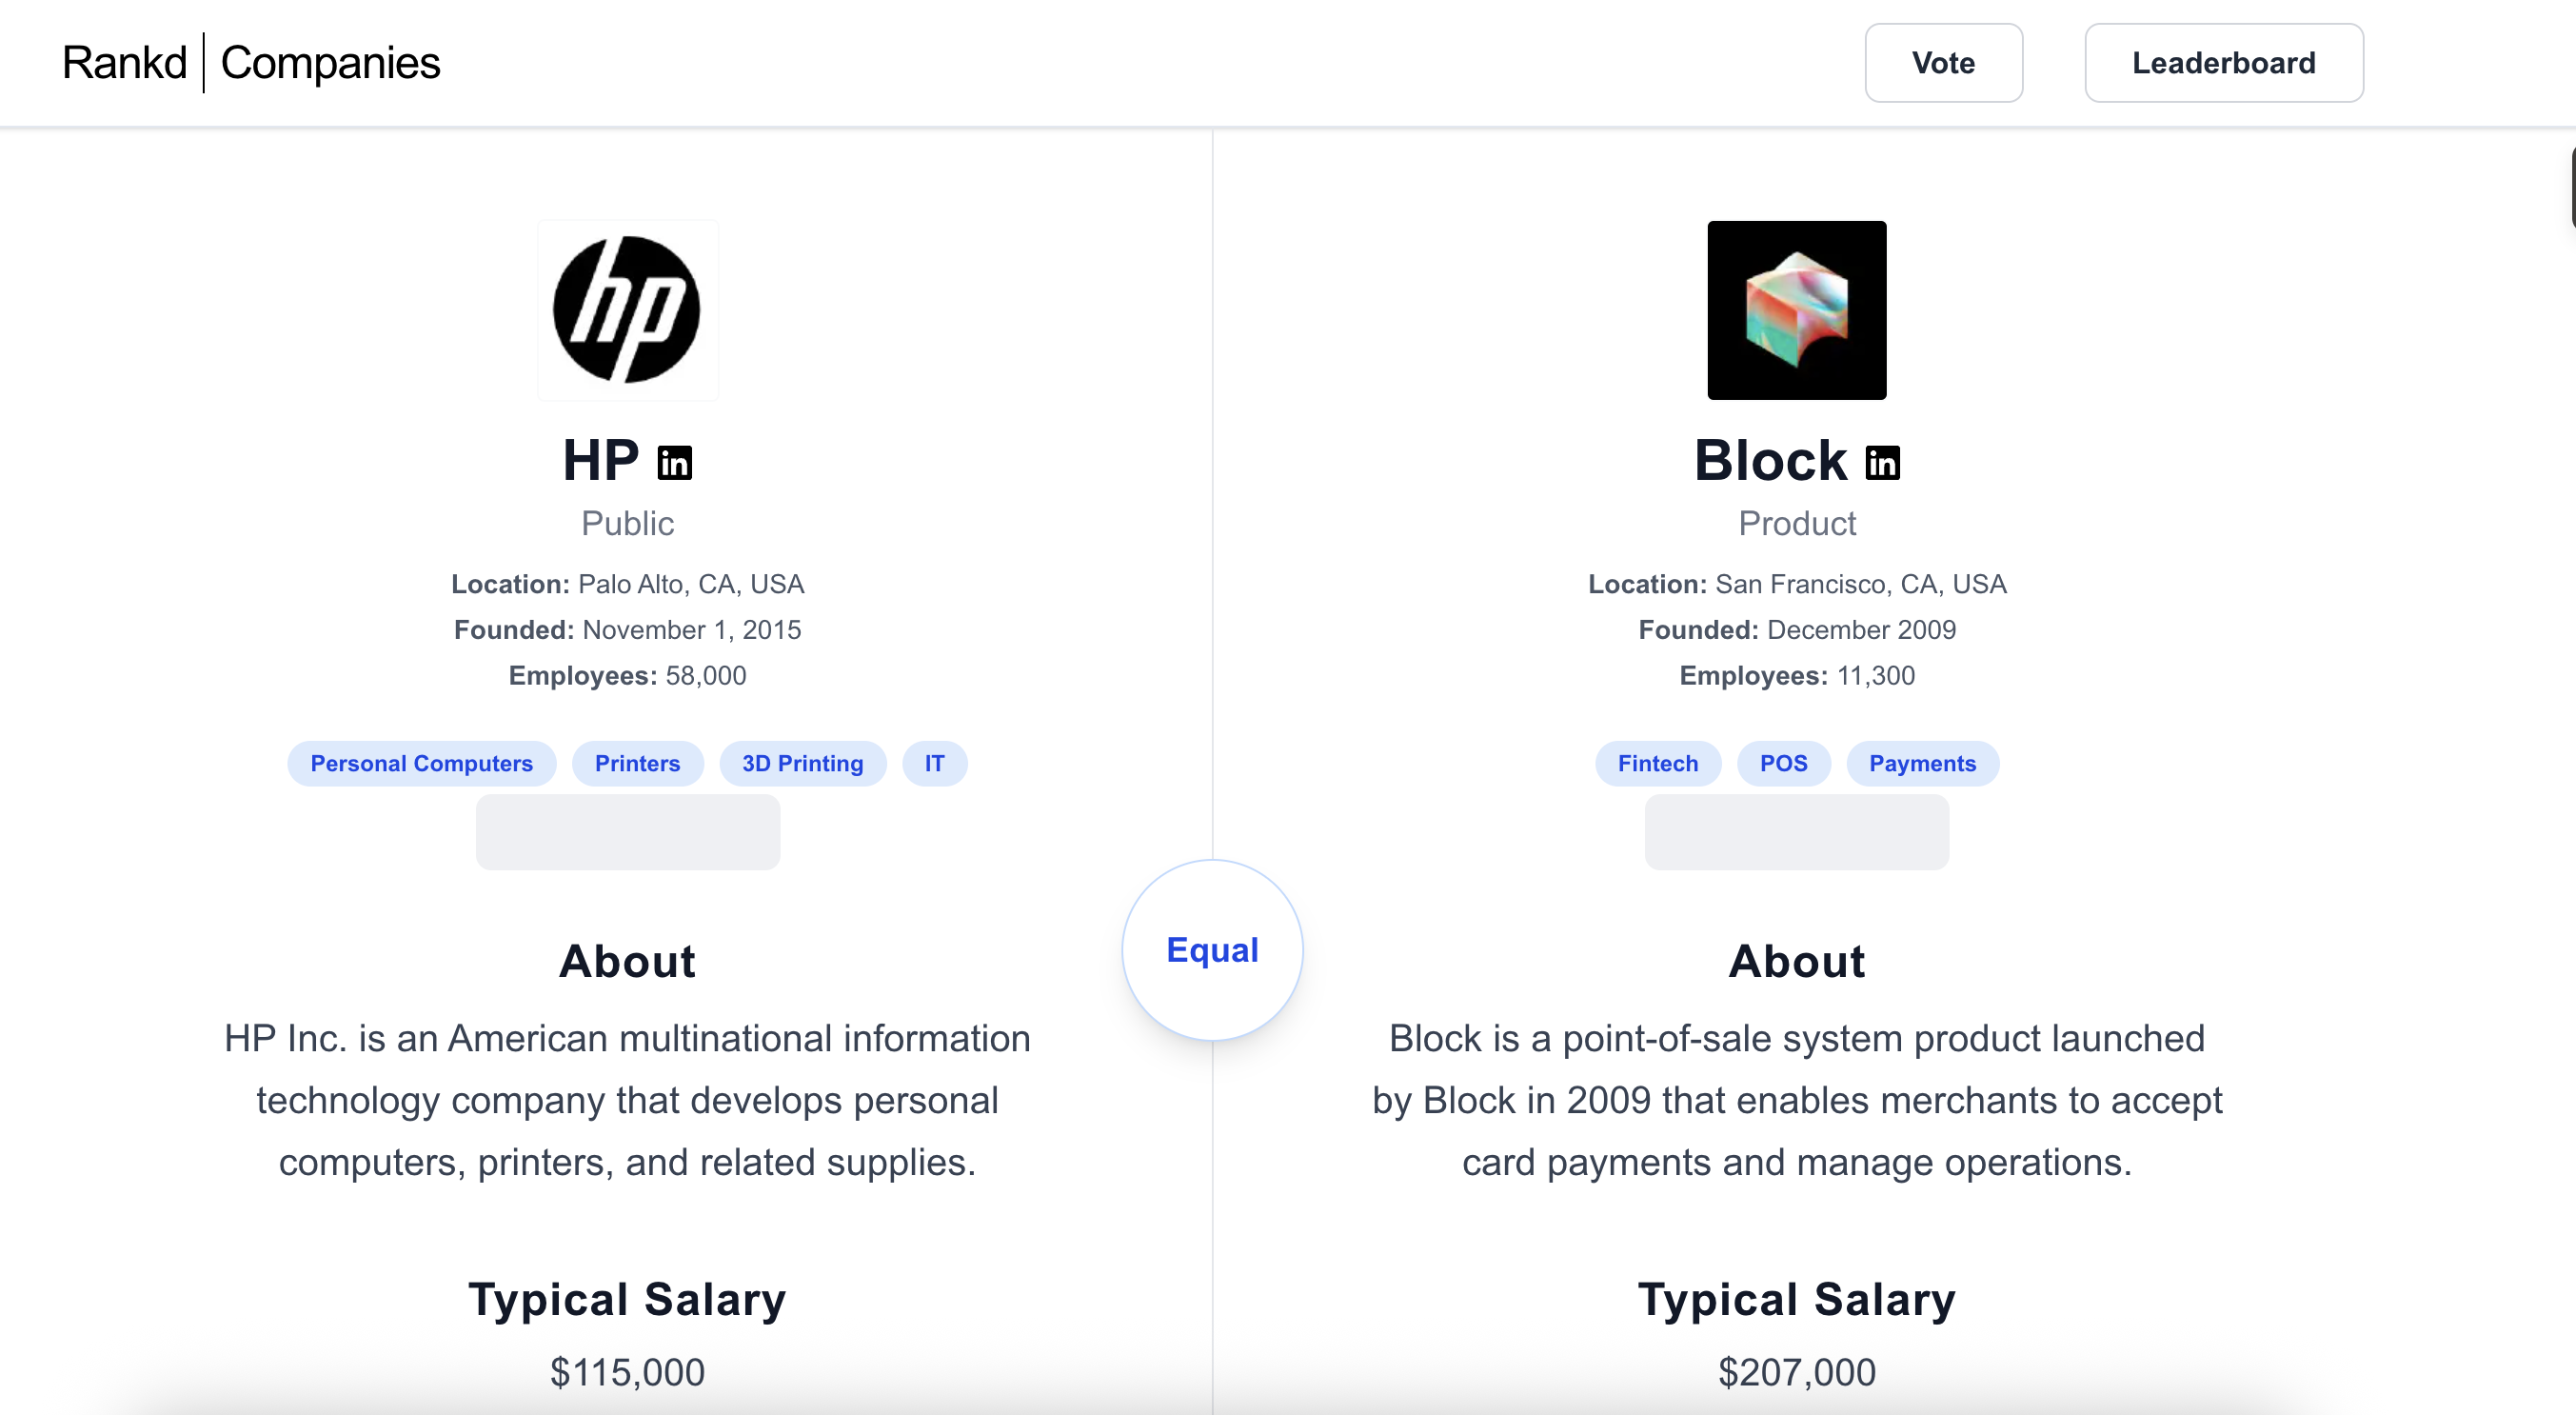 Rankd | Companies
Vote
Leaderboard
hp
HP in
Public
Location: Palo Alto, CA, USA
Founded: November 1, 2015
Employees: 58,000
Personal Computers
Printers
3D Printing
IT
About
HP Inc. is an American multinational information
technology company that develops personal
computers, printers, and related supplies.
Typical Salary
$115,000
Equal
Block in
Product
Location: San Francisco, CA, USA
Founded: December 2009
Employees: 11,300
Fintech
POS
Payments
About
Block is a point-of-sale system product launched
by Block in 2009 that enables merchants to accept
card payments and manage operations.
Typical Salary
$207,000